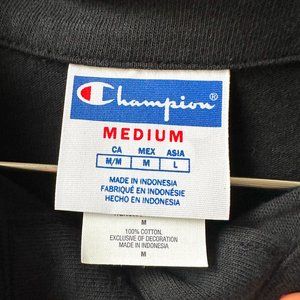 Champion
MEDIUM
CA MEX ASIA
M/M M L
MADE IN INDONESIA
FABRIQUÉ EN INDONÉSIE
HECHO EN INDONESIA
M
100% COTTON
EXCLUSIVE OF DECORATION
MADE IN INDONESIA
M